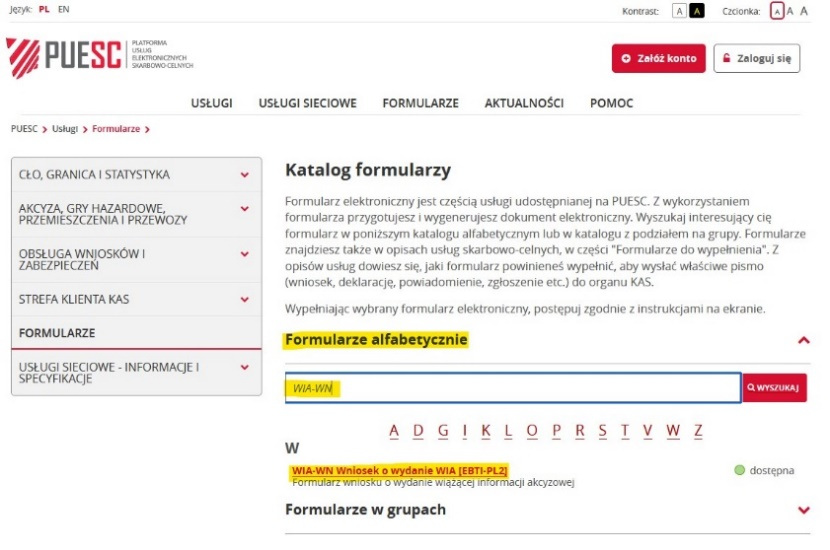 Język: PL EN
Kontrast: A A Czcionka: A A A
PUESC PLATFORMA
USŁUG
ELEKTRONICZNYCH
SKARBOWO-CELNYCH
Załóż konto
Zaloguj się
USŁUGI USŁUGI SIECIOWE FORMULARZE AKTUALNOŚCI POMOC
PUESC > Usługi > Formularze >
CŁO, GRANICA I STATYSTYKA
AKCYZA, GRY HAZARDOWE,
PRZEMIESZCZENIA I PRZEWOZY
OBSŁUGA WNIOSKÓW I
ZABEZPIECZEŃ
STREFA KLIENTA KAS
FORMULARZE
USŁUGI SIECIOWE - INFORMACJE I
SPECYFIKACJE
Katalog formularzy
Formularz elektroniczny jest częścią usługi udostępnianej na PUESC. Z wykorzystaniem
formularza przygotujesz i wygenerujesz dokument elektroniczny. Wyszukaj interesujący cię
formularz w poniższym katalogu alfabetycznym lub w katalogu z podziałem na grupy. Formularze
znajdziesz także w opisach usług skarbowo-celnych, w części "Formularze do wypełnienia". Z
opisów usług dowiesz się, jaki formularz powinieneś wypełnić, aby wysłać właściwe pismo
(wniosek, deklarację, powiadomienie, zgłoszenie etc.) do organu KAS.
Wypełniając wybrany formularz elektroniczny, postępuj zgodnie z instrukcjami na ekranie.
Formularze alfabetycznie
WIA-WN
WYSZUKAJ
A D G I K L O P R S T V W Z
W
WIA-WN Wniosek o wydanie WIA [EBTI-PL2]
dostępna
Formularz wniosku o wydanie wiążącej informacji akcyzowej
Formularze w grupach